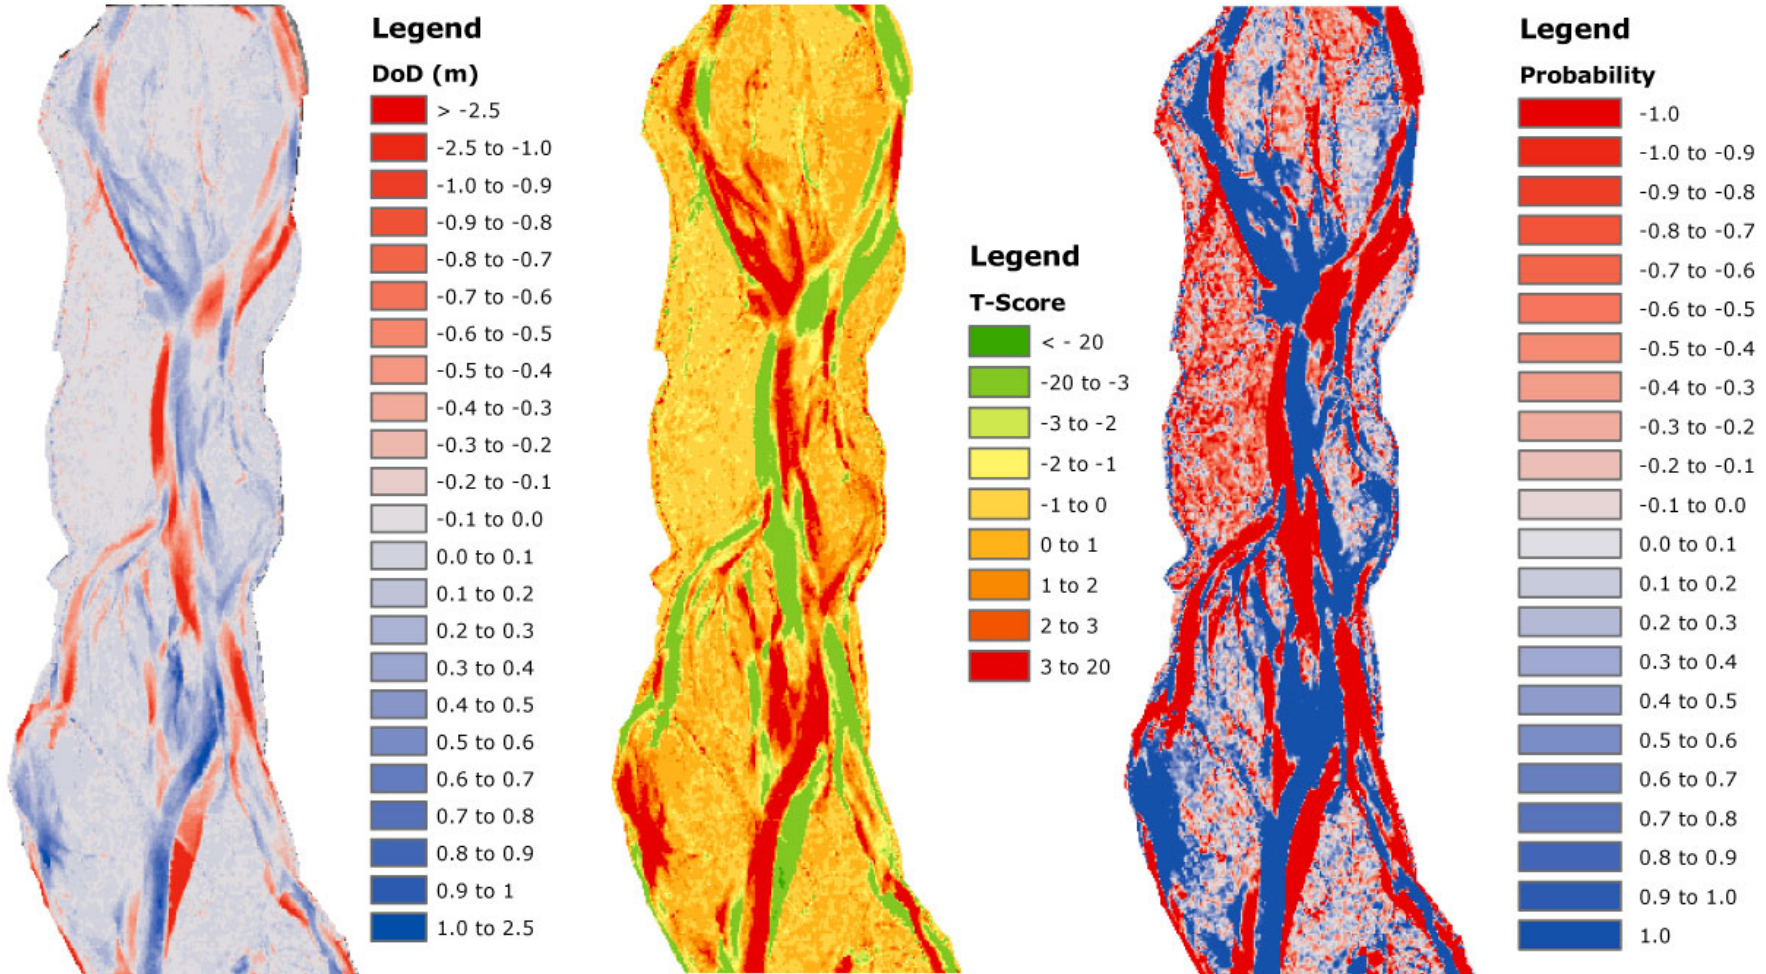 Legend
DoD (m)
> -2.5
-2.5 to -1.0
-1.0 to -0.9
-0.9 to -0.8
-0.8 to -0.7
-0.7 to -0.6
-0.6 to -0.5
-0.5 to -0.4
-0.4 to -0.3
-0.3 to -0.2
-0.2 to -0.1
-0.1 to 0.0
0.0 to 0.1
0.1 to 0.2
0.2 to 0.3
0.3 to 0.4
0.4 to 0.5
0.5 to 0.6
0.6 to 0.7
0.7 to 0.8
0.8 to 0.9
0.9 to 1
1.0 to 2.5
Legend
T-Score
< - 20
-20 to -3
-3 to -2
-2 to -1
-1 to 0
0 to 1
1 to 2
2 to 3
3 to 20
Legend
Probability
-1.0
-1.0 to -0.9
-0.9 to -0.8
-0.8 to -0.7
-0.7 to -0.6
-0.6 to -0.5
-0.5 to -0.4
-0.4 to -0.3
-0.3 to -0.2
-0.2 to -0.1
-0.1 to 0.0
0.0 to 0.1
0.1 to 0.2
0.2 to 0.3
0.3 to 0.4
0.4 to 0.5
0.5 to 0.6
0.6 to 0.7
0.7 to 0.8
0.8 to 0.9
0.9 to 1.0
1.0